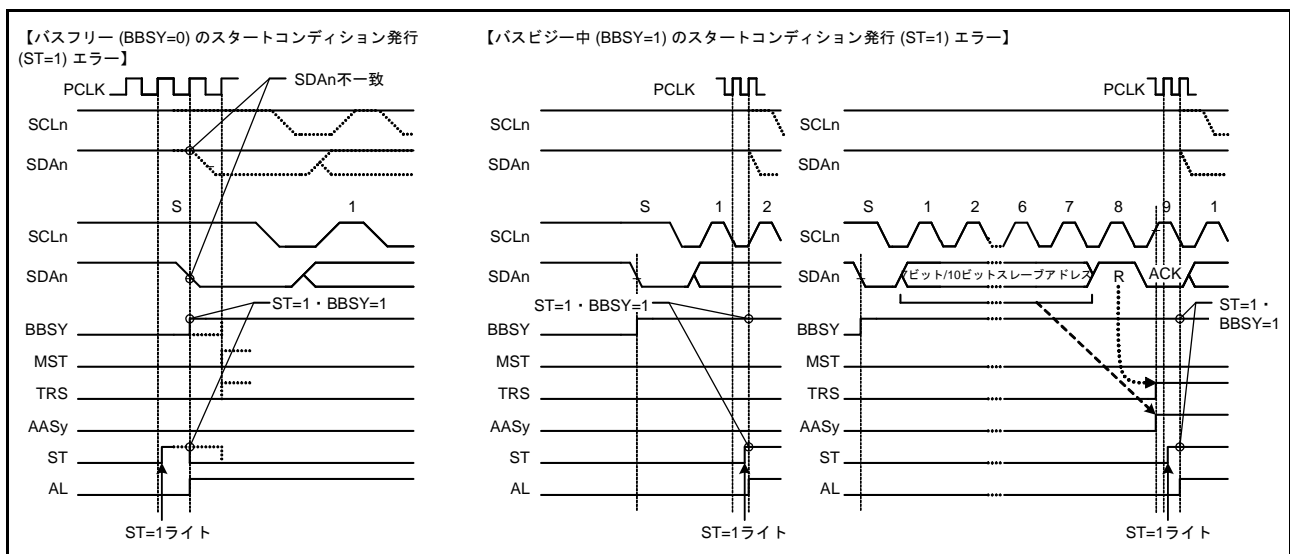 【バスフリー (BBSY=0) のスタートコンディション発行
(ST=1) エラー】
PCLK
SDAn不一致
SCLn
SDAn
S
1
SCLn
SDAn
ST=1・BBSY=1
BBSY
MST
TRS
AASy
ST
AL
ST=1ライト
【バスビジー中 (BBSY=1) のスタートコンディション発行 (ST=1) エラー】
PCLK
SCLn
SDAn
S
1
2
SCLn
SDAn
ST=1・BBSY=1
BBSY
MST
TRS
AASy
ST
AL
ST=1ライト
PCLK
SCLn
SDAn
S
1
2
6
7
8
9
1
SCLn
SDAn
7ビット/10ビットスレーブアドレス
R
ACK
ST=1・
BBSY=1
BBSY
MST
TRS
AASy
ST
AL
ST=1ライト